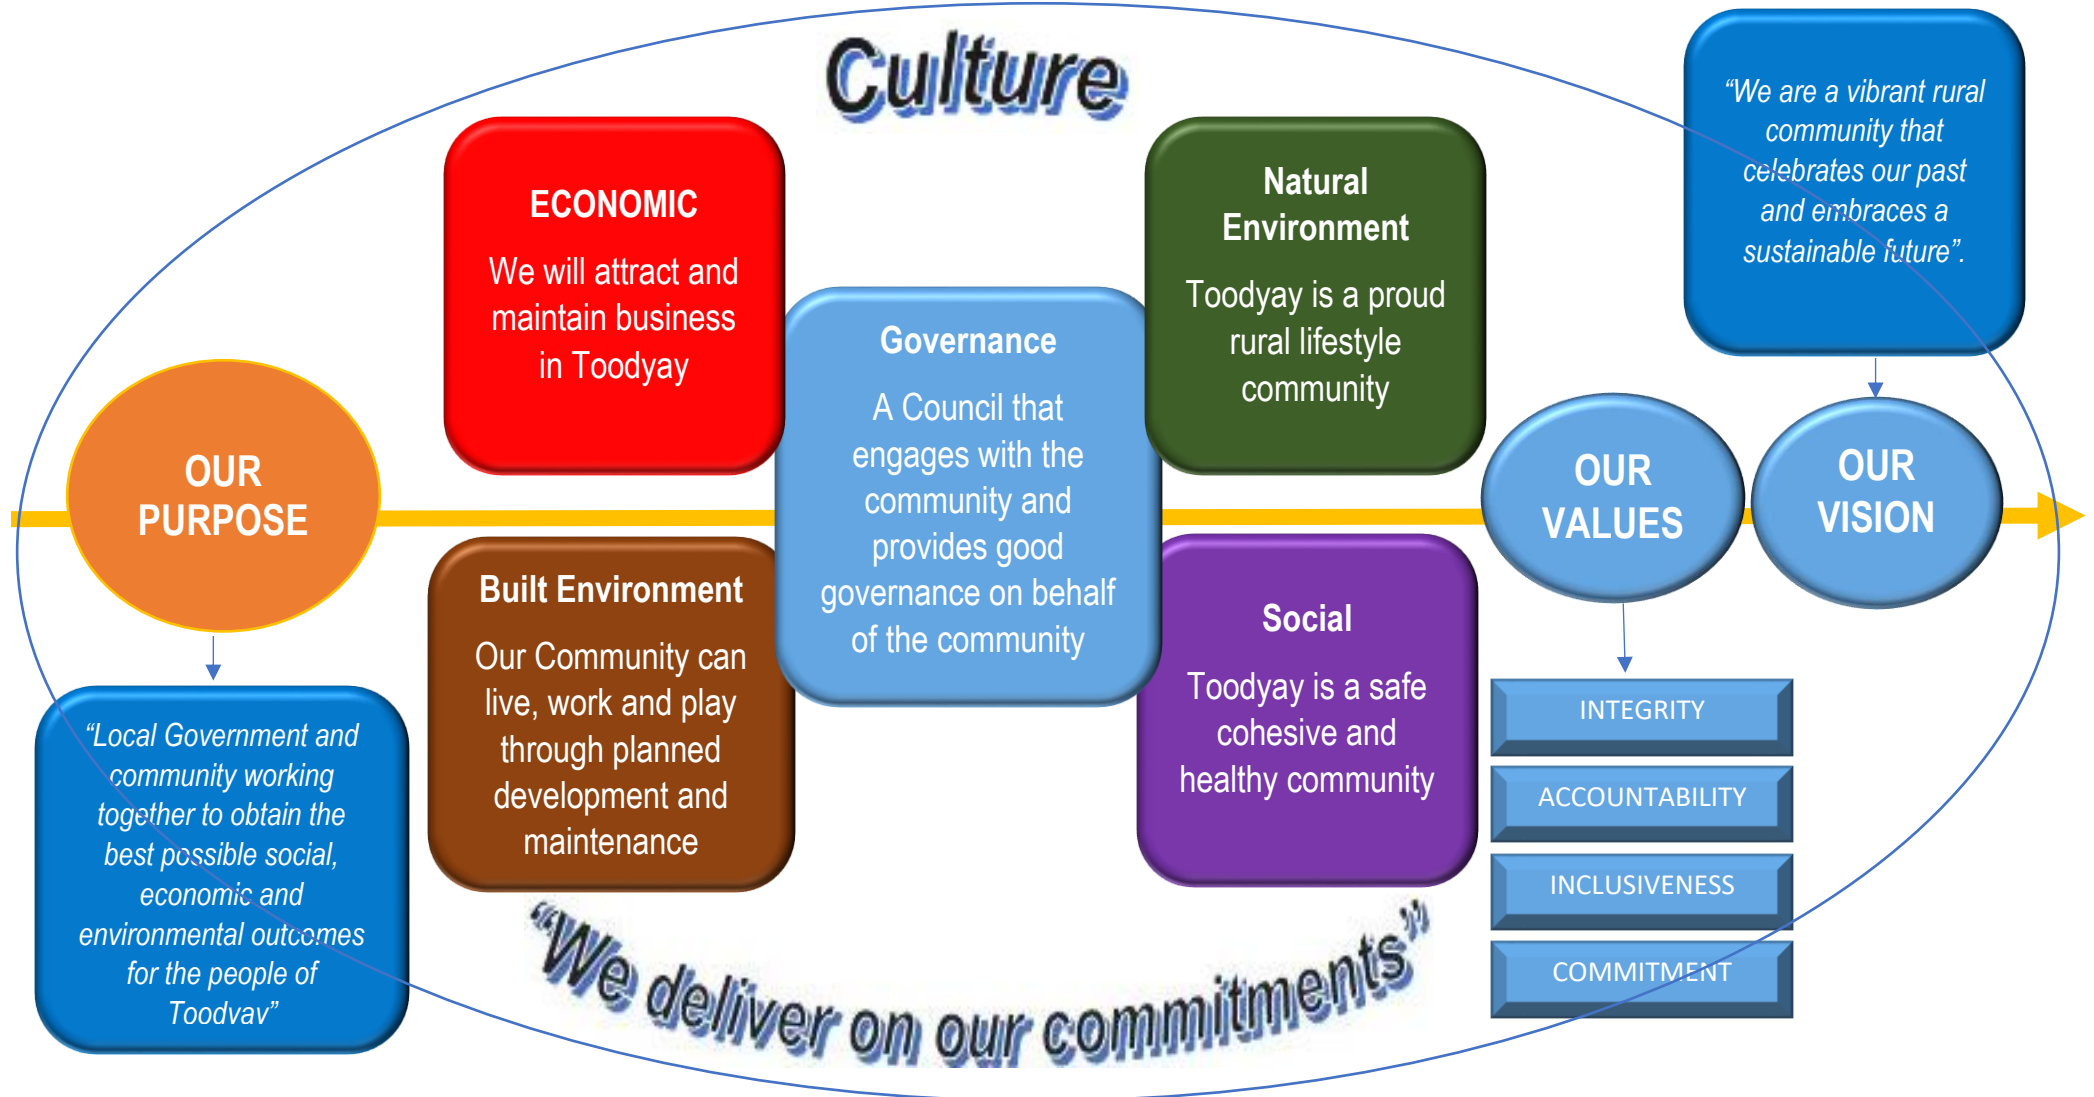 Culture
ECONOMIC
We will attract and
maintain business
in Toodyay
Natural
Environment
Toodyay is a proud
rural lifestyle
community
“We are a vibrant rural
community that
celebrates our past
and embraces a
sustainable future”.
Governance
A Council that
engages with the
community and
provides good
governance on behalf
of the community
OUR
PURPOSE
OUR
VALUES
OUR
VISION
Built Environment
Our Community can
live, work and play
through planned
development and
maintenance
Social
Toodyay is a safe
cohesive and
healthy community
“Local Government and
community working
together to obtain the
best possible social,
economic and
environmental outcomes
for the people of
Toodvav”
INTEGRITY
ACCOUNTABILITY
INCLUSIVENESS
COMMITMENT
“We deliver on our commitments”